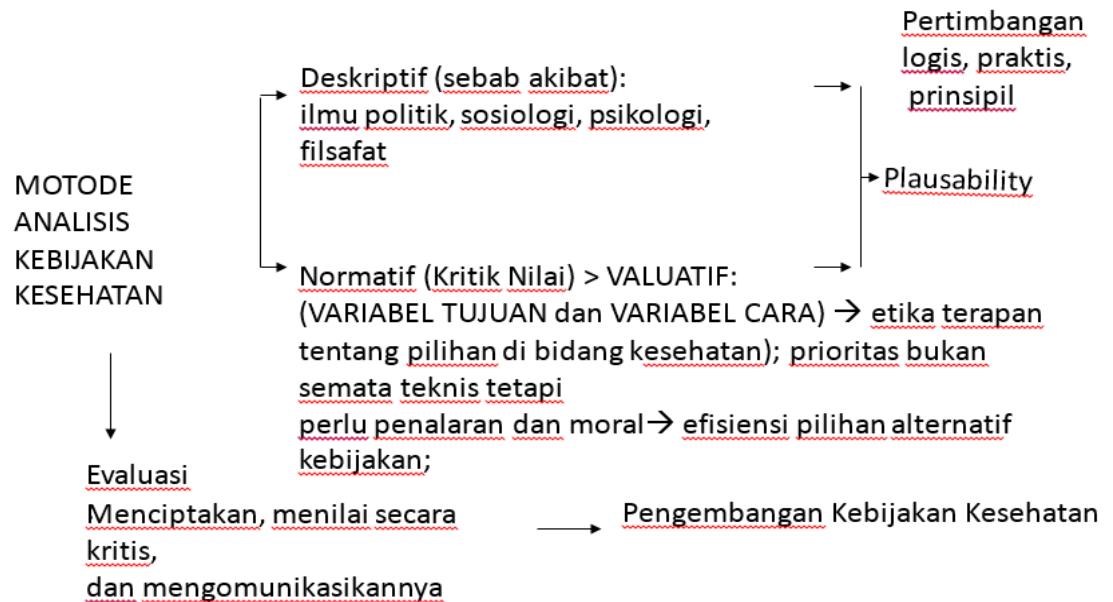 MOTODE
ANALISIS
KEBIJAKAN
KESEHATAN
Deskriptif (sebab akibat):
ilmu politik, sosiologi, psikologi,
filsafat
Pertimbangan
logis, praktis,
prinsipil
Plausability
Normatif (Kritik Nilai) > VALUATIF:
(VARIABEL TUJUAN dan VARIABEL CARA) → etika terapan
tentang pilihan di bidang kesehatan); prioritas bukan
semata teknis tetapi
perlu penalaran dan moral→ efisiensi pilihan alternatif
kebijakan;
Evaluasi
Menciptakan, menilai secara
kritis,
dan mengomunikasikannya
Pengembangan Kebijakan Kesehatan